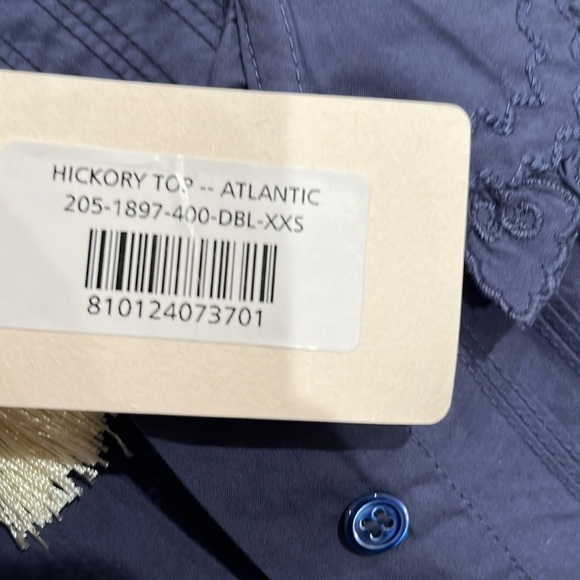 HICKORY TOP -- ATLANTIC
205-1897-400-DBL-XXS
810124073701